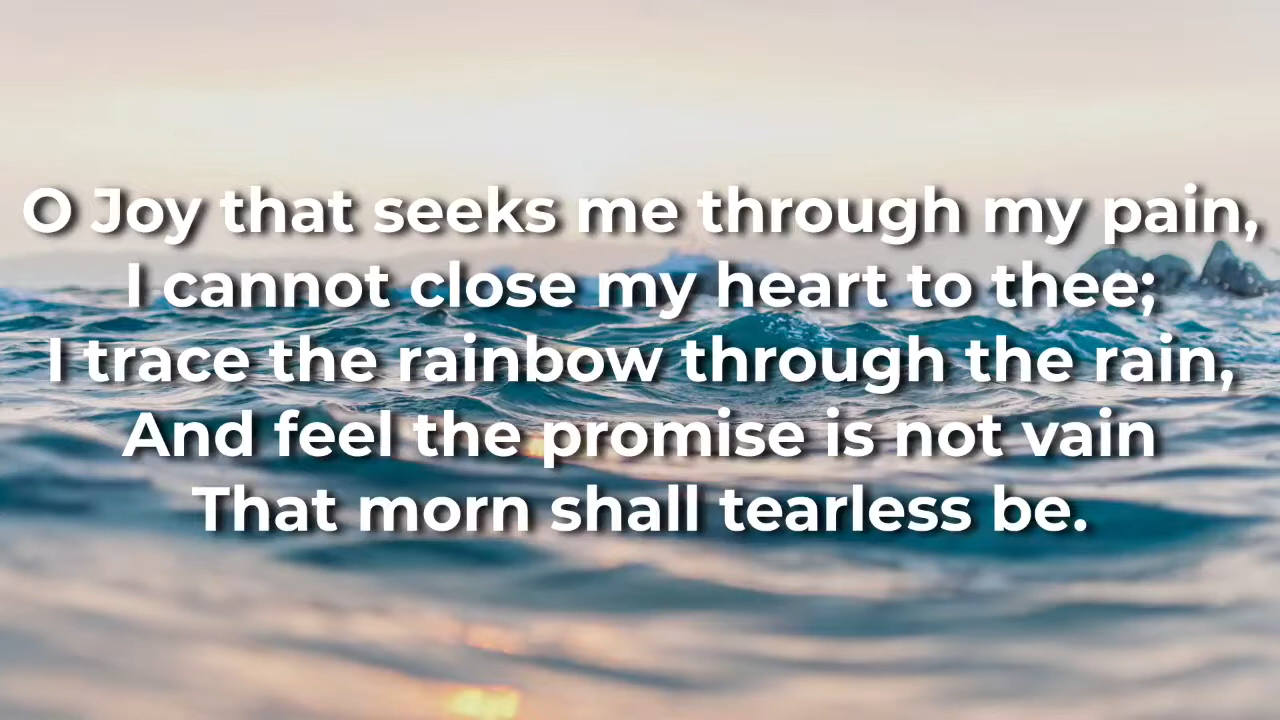 O Joy that seeks me through my pain,
I cannot close my heart to thee;
I trace the rainbow through the rain,
And feel the promise is not vain
That morn shall tearless be.